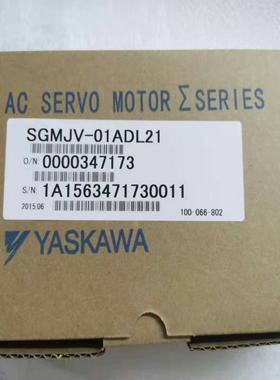 AC SERVO MOTOR Σ SERIES
SGMJV-01ADL21
O/N: 0000347173
S/N: 1A1563471730011
2015.06
100-066-802
YASKAWA